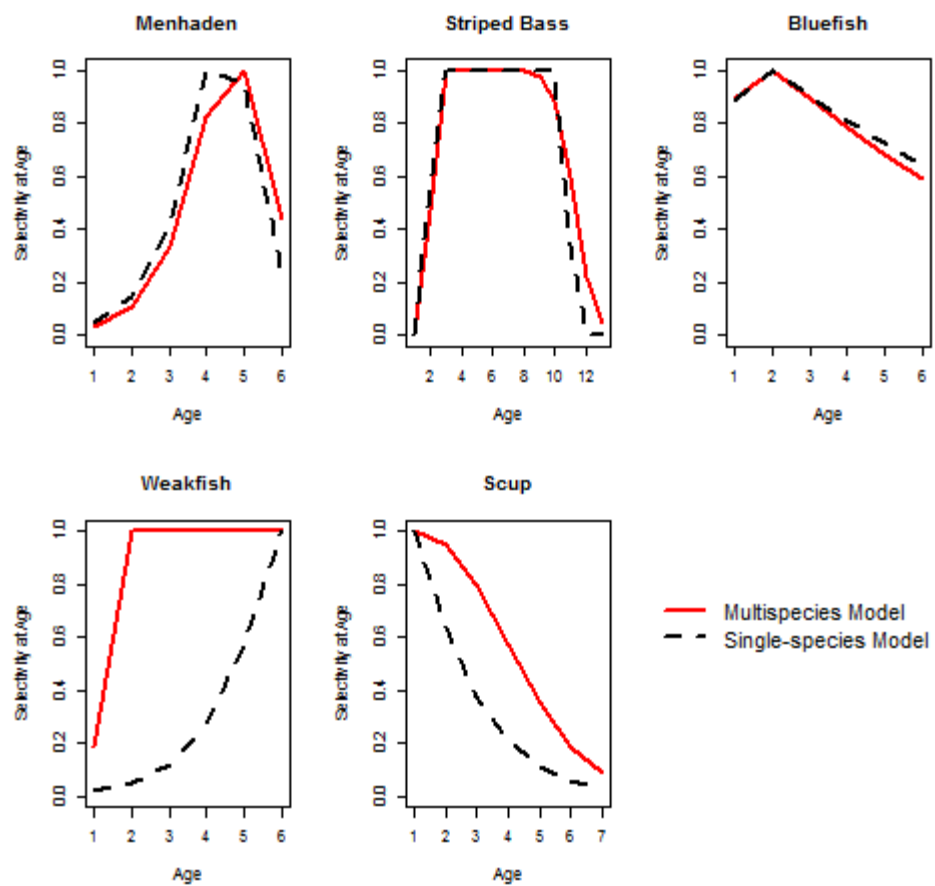 Menhaden
Striped Bass
Bluefish
Selectivity at Age
0.0 0.2 0.4 0.6 0.8 1.0
1 2 3 4 5 6
Age
Selectivity at Age
0.0 0.2 0.4 0.6 0.8 1.0
2 4 6 8 10 12
Age
Selectivity at Age
0.0 0.2 0.4 0.6 0.8 1.0
1 2 3 4 5 6
Age
Weakfish
Scup
Selectivity at Age
0.0 0.2 0.4 0.6 0.8 1.0
1 2 3 4 5 6
Age
Selectivity at Age
0.0 0.2 0.4 0.6 0.8 1.0
1 2 3 4 5 6 7
Age
Multispecies Model
Single-species Model